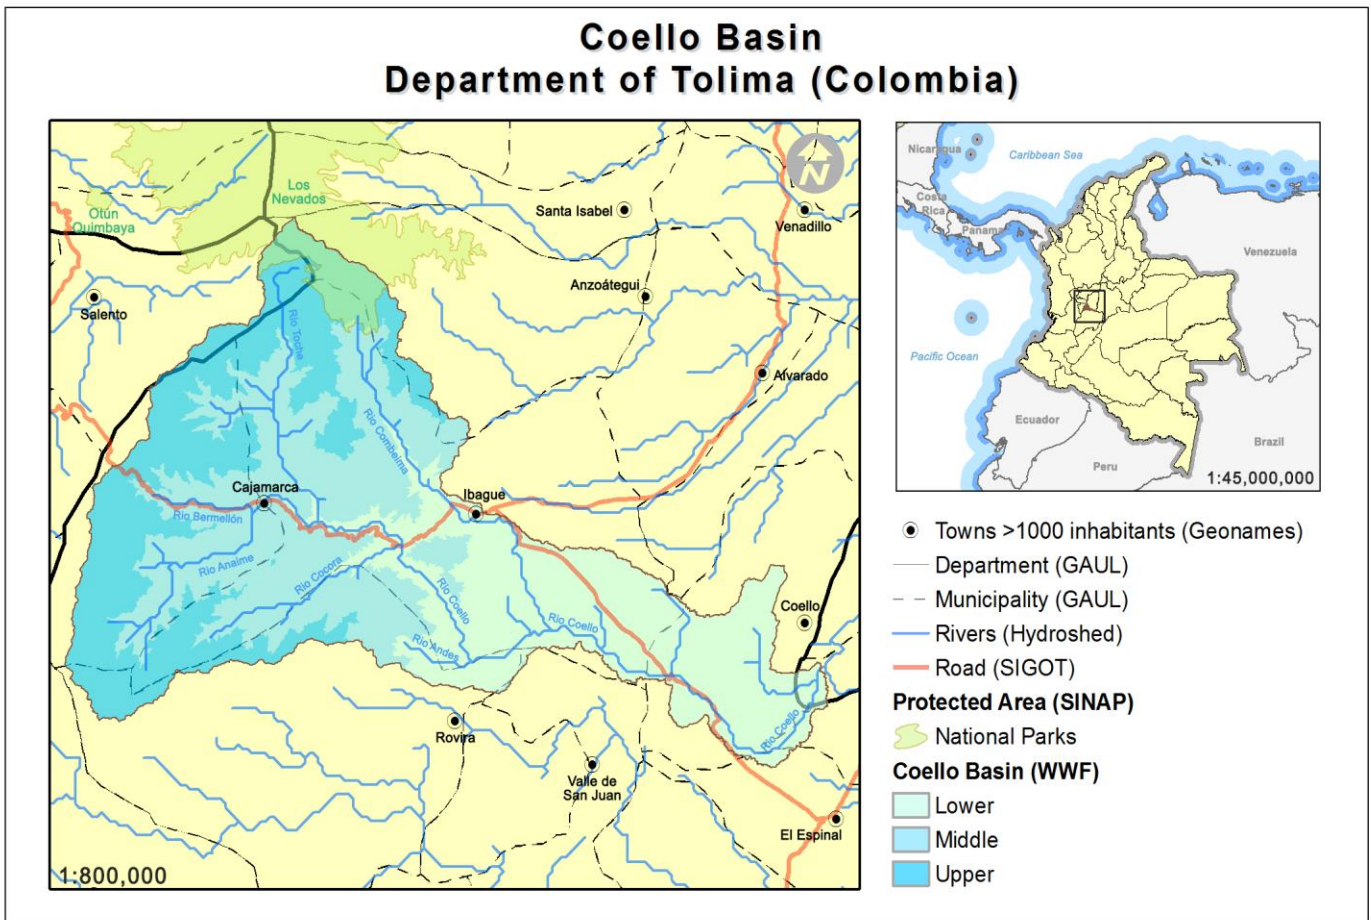 Coello Basin
Department of Tolima (Colombia)
N
Los
Nevados
Otún
Quimbaya
Santa Isabel
Venadillo
Anzoátegui
Salento
Rio Toche
Alvarado
Rio Combeima
Cajamarca
Ibague
Rio Bermellón
Rio Anaime
Rio Cocora
Rio Coello
Rio Coello
Coello
Rio Andes
Rovira
Rio Coello
Valle de
San Juan
El Espinal
1:800,000
Nicaragua
Caribbean Sea
Costa
Rica
Panama
Venezuela
Pacific Ocean
Ecuador
Brazil
Peru
1:45,000,000
Towns >1000 inhabitants (Geonames)
Department (GAUL)
Municipality (GAUL)
Rivers (Hydroshed)
Road (SIGOT)
Protected Area (SINAP)
National Parks
Coello Basin (WWF)
Lower
Middle
Upper